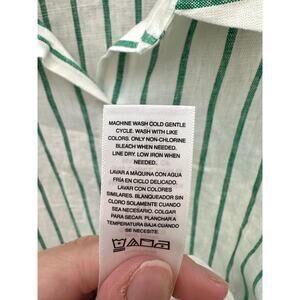 MACHINE WASH COLD GENTLE
CYCLE. WASH WITH LIKE
COLORS. ONLY NON-CHLORINE
BLEACH WHEN NEEDED.
LINE DRY. LOW IRON WHEN
NEEDED.
LAVAR A MÁQUINA CON AGUA
FRÍA EN CICLO DELICADO.
LAVAR CON COLORES
SIMILARES. BLANQUEADOR SIN
CLORO SOLAMENTE CUANDO
SEA NECESARIO. COLGAR
PARA SECAR. PLANCHAR A
TEMPERATURA BAJA CUANDO
SE NECESITE.